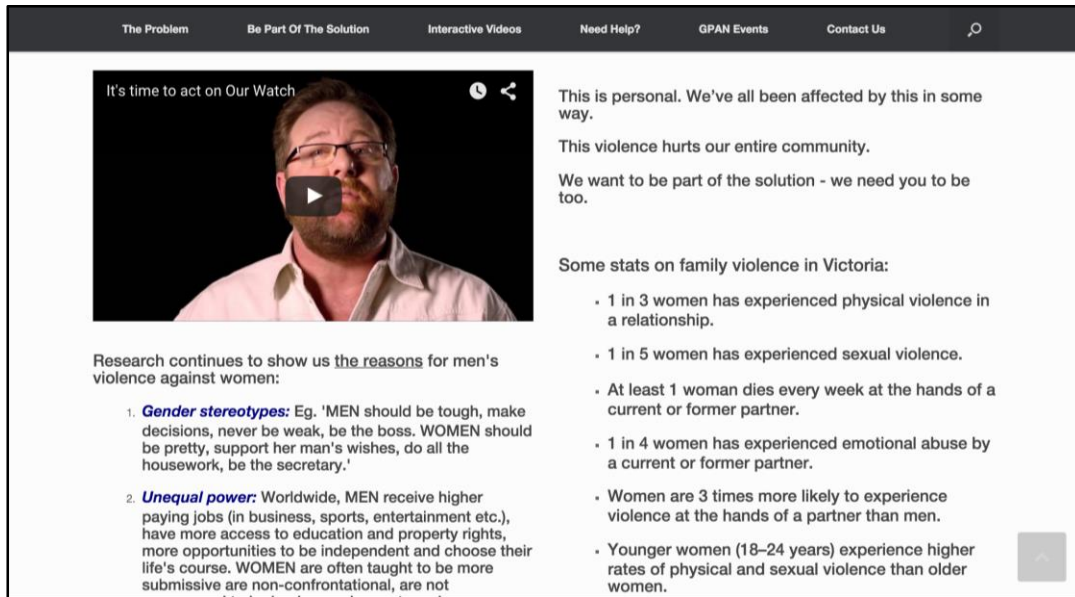 The Problem Be Part Of The Solution Interactive Videos Need Help? GPAN Events Contact Us
It's time to act on Our Watch
Research continues to show us the reasons for men's
violence against women:
1. Gender stereotypes: Eg. 'MEN should be tough, make
decisions, never be weak, be the boss. WOMEN should
be pretty, support her man's wishes, do all the
housework, be the secretary.'
2. Unequal power: Worldwide, MEN receive higher
paying jobs (in business, sports, entertainment etc.),
have more access to education and property rights,
more opportunities to be independent and choose their
life's course. WOMEN are often taught to be more
submissive are non-confrontational, are not
This is personal. We've all been affected by this in some
way.
This violence hurts our entire community.
We want to be part of the solution - we need you to be
too.
Some stats on family violence in Victoria:
▪ 1 in 3 women has experienced physical violence in
a relationship.
▪ 1 in 5 women has experienced sexual violence.
▪ At least 1 woman dies every week at the hands of a
current or former partner.
▪ 1 in 4 women has experienced emotional abuse by
a current or former partner.
▪ Women are 3 times more likely to experience
violence at the hands of a partner than men.
▪ Younger women (18–24 years) experience higher
rates of physical and sexual violence than older
women.